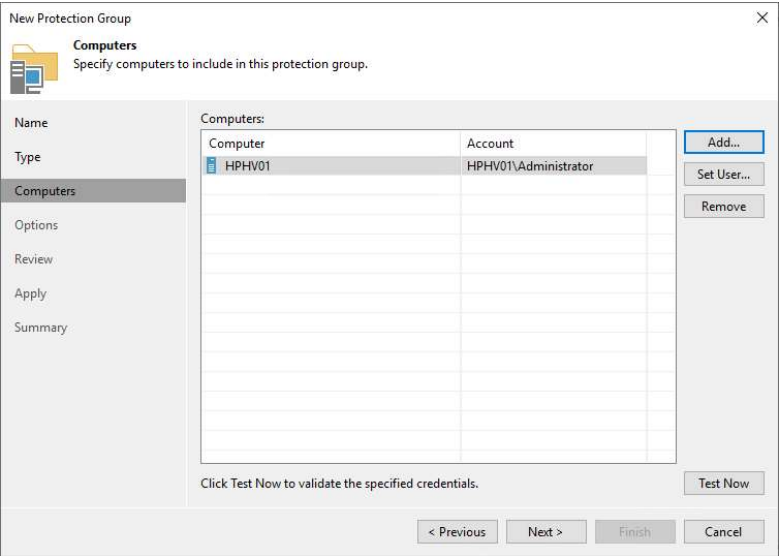 New Protection Group
Computers
Specify computers to include in this protection group.
Name
Type
Computers
Options
Review
Apply
Summary
Computers:
Computer Account
HPHV01 HPHV01\Administrator
Add...
Set User...
Remove
Click Test Now to validate the specified credentials.
Test Now
< Previous Next > Finish Cancel